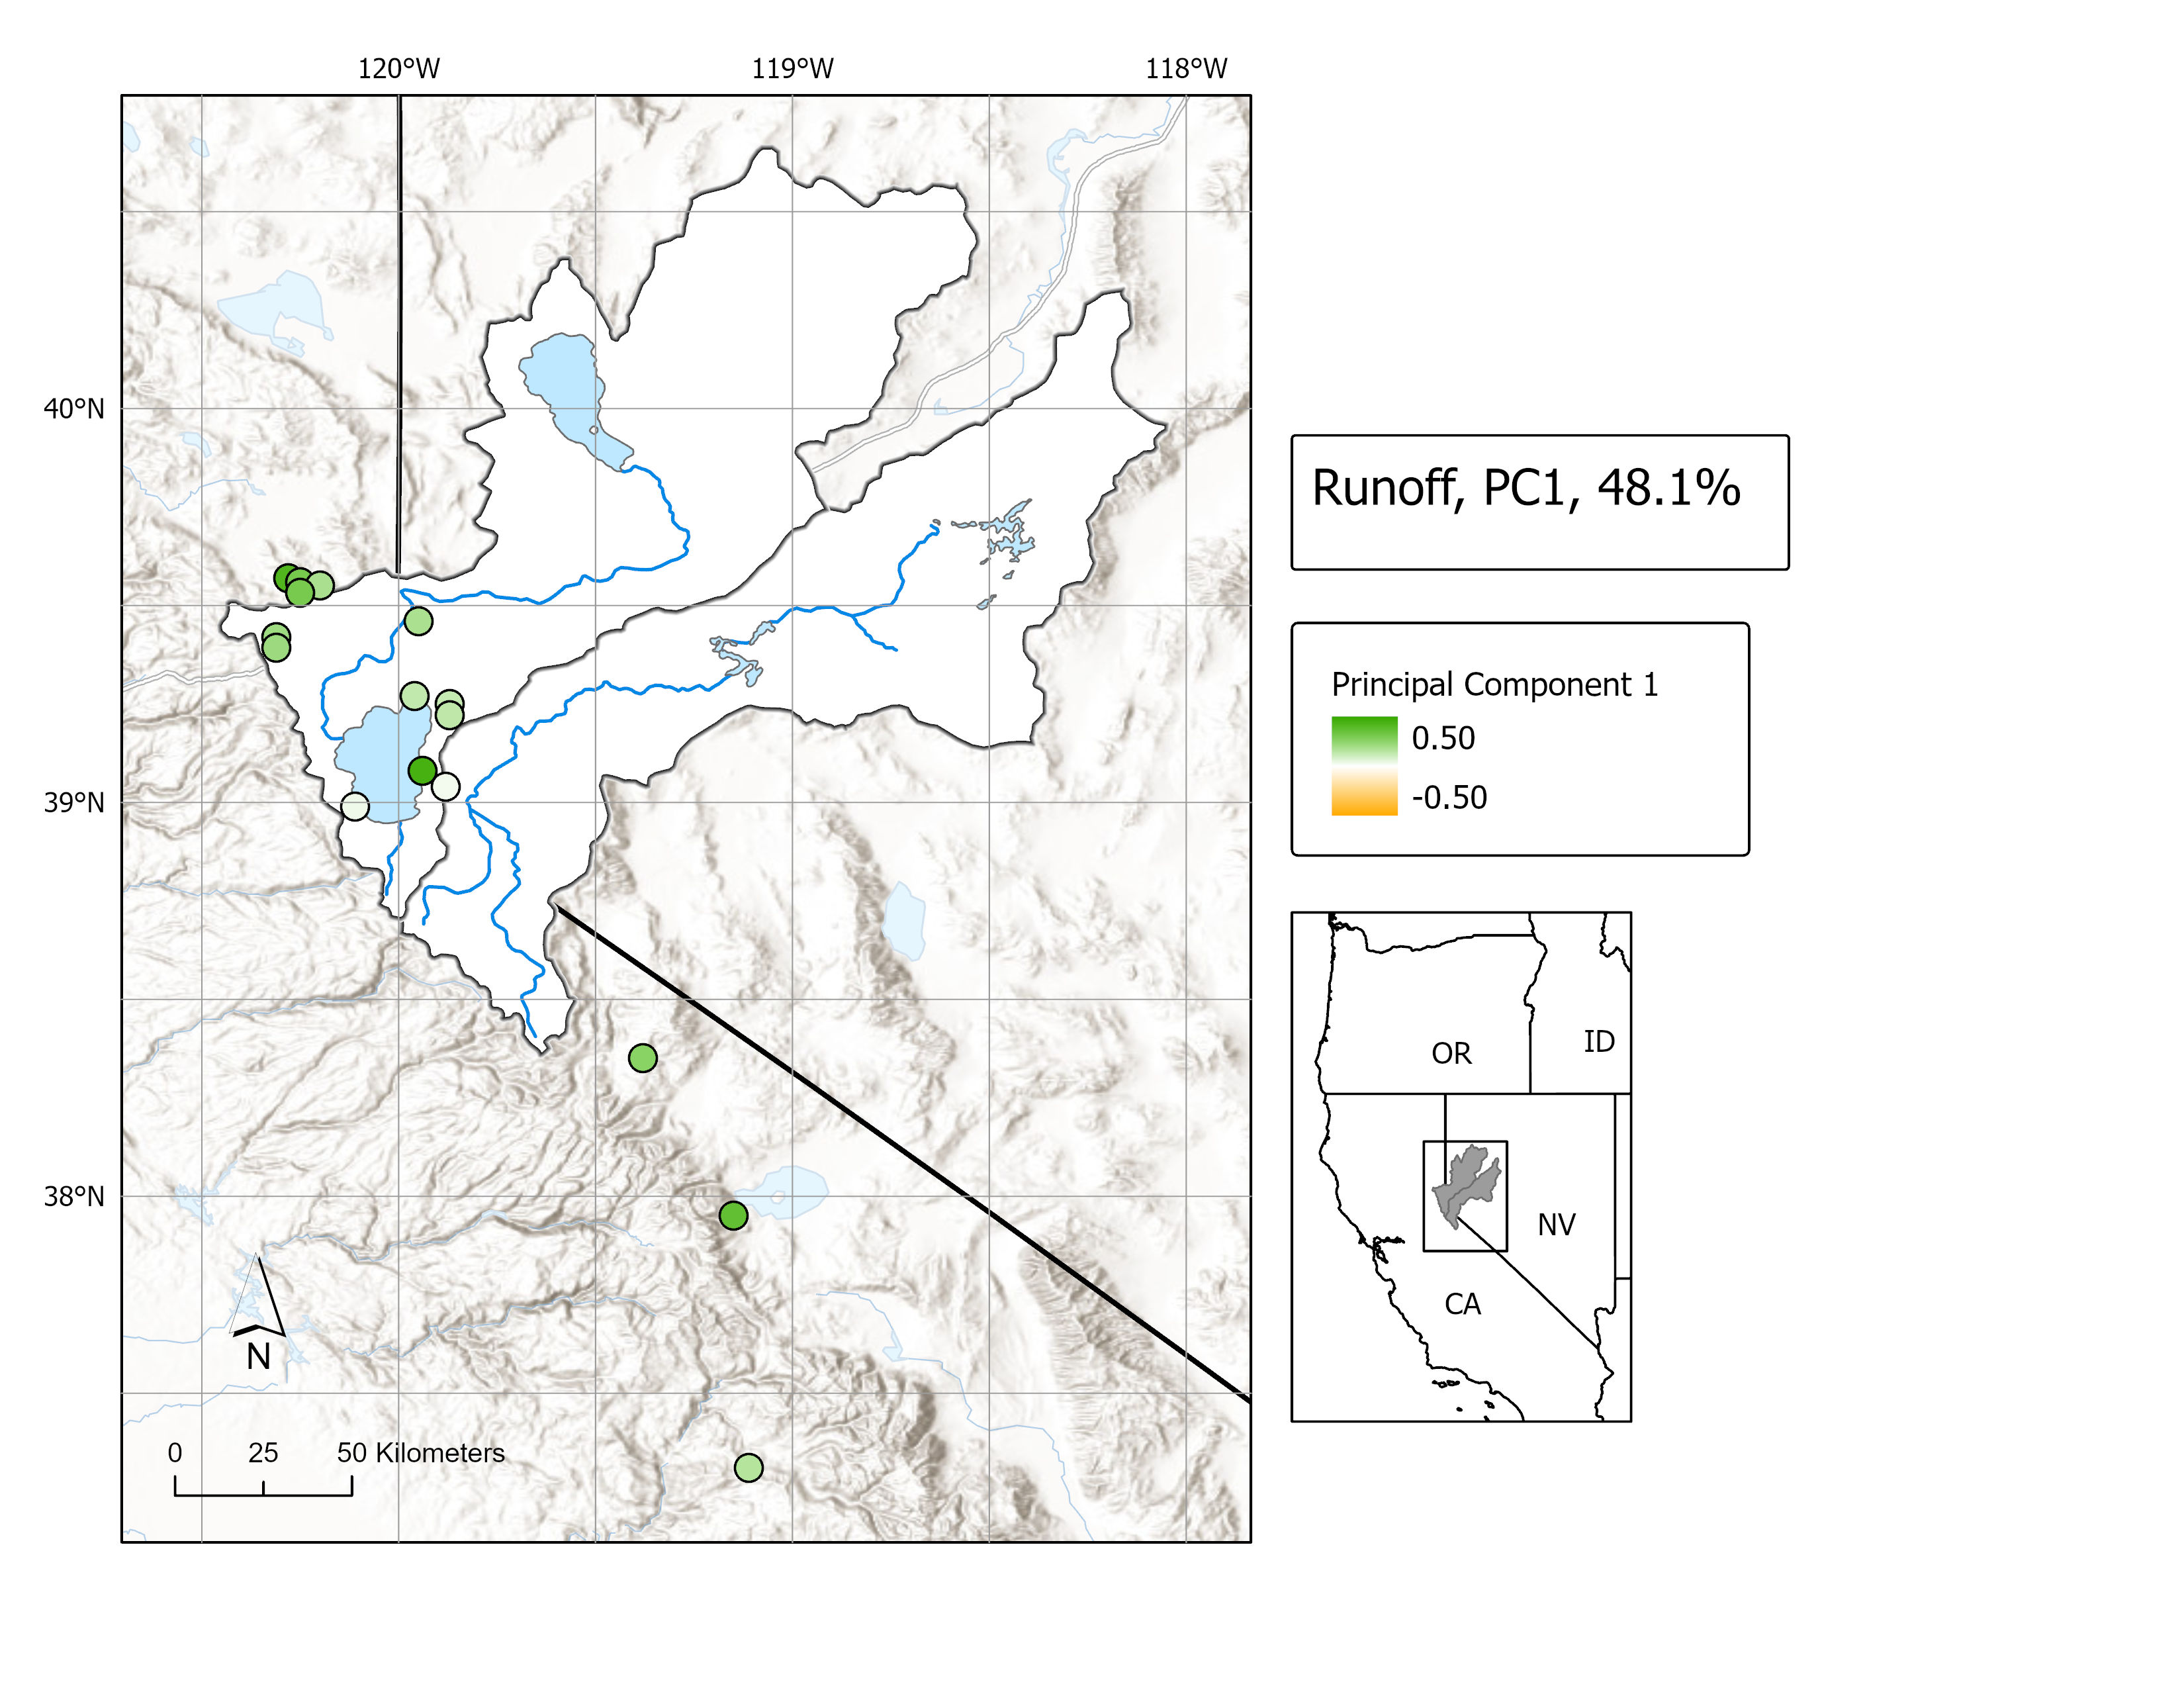 120°W 119°W 118°W
40°N
39°N
38°N
N
0 25 50 Kilometers
Runoff, PC1, 48.1%
Principal Component 1
0.50
-0.50
OR
ID
NV
CA